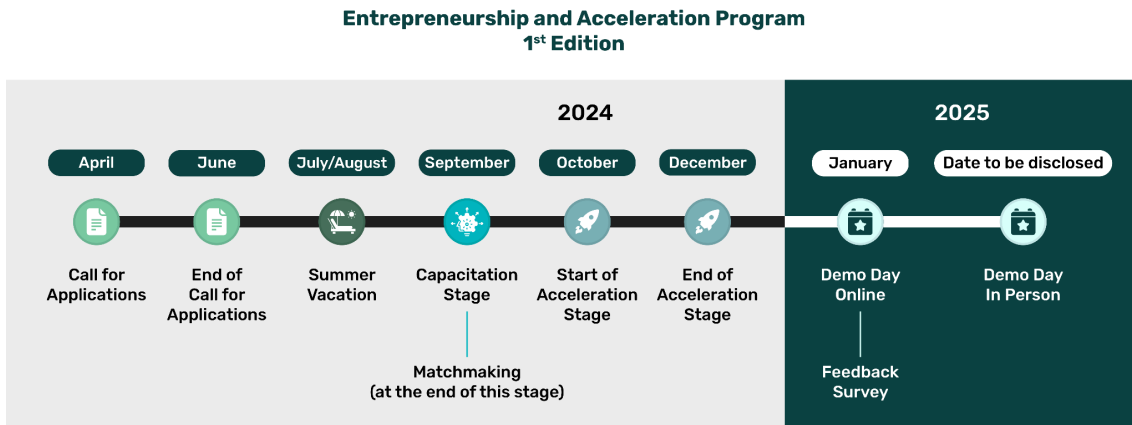 Entrepreneurship and Acceleration Program
1st Edition
2024
2025
April
June
July/August
September
October
December
January
Date to be disclosed
Call for
Applications
End of
Call for
Applications
Summer
Vacation
Capacitation
Stage
Start of
Acceleration
Stage
End of
Acceleration
Stage
Demo Day
Online
Demo Day
In Person
Matchmaking
(at the end of this stage)
Feedback
Survey